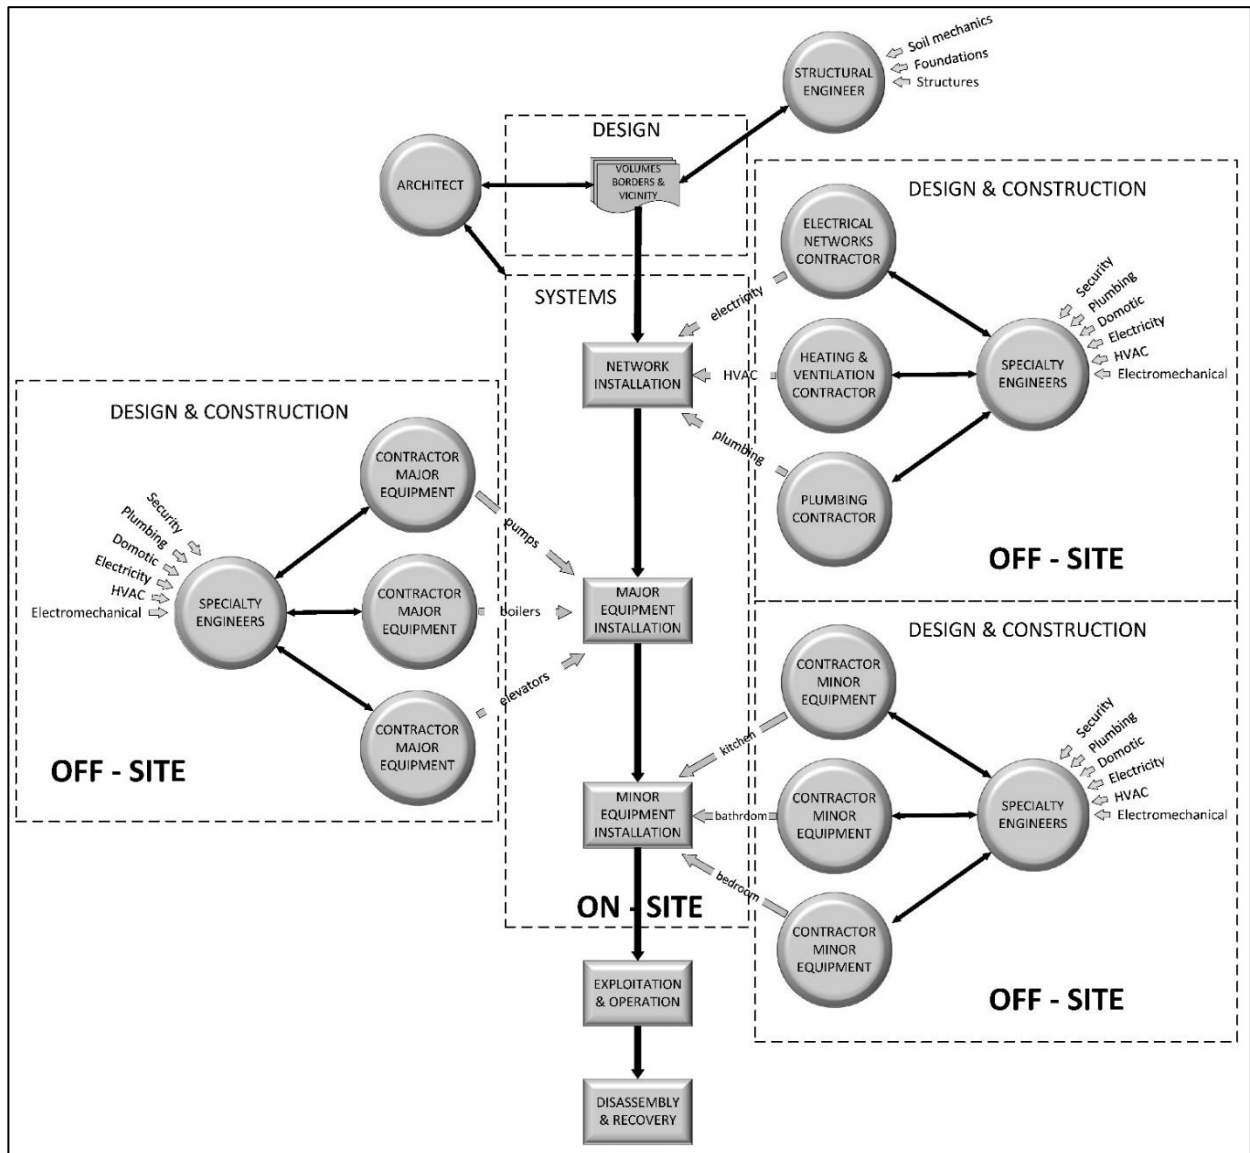 Soil mechanics
Foundations
Structures
STRUCTURAL
ENGINEER
DESIGN
VOLUMES
BORDERS &
VICINITY
ARCHITECT
DESIGN & CONSTRUCTION
ELECTRICAL
NETWORKS
CONTRACTOR
SYSTEMS
electricity
Security
Plumbing
Domotic
Electricity
HVAC
Electromechanical
NETWORK
INSTALLATION
HVAC
HEATING &
VENTILATION
CONTRACTOR
SPECIALTY
ENGINEERS
plumbing
PLUMBING
CONTRACTOR
OFF - SITE
DESIGN & CONSTRUCTION
CONTRACTOR
MAJOR
EQUIPMENT
pumps
Security
Plumbing
Domotic
Electricity
HVAC
Electromechanical
SPECIALTY
ENGINEERS
CONTRACTOR
MAJOR
EQUIPMENT
boilers
MAJOR
EQUIPMENT
INSTALLATION
elevators
CONTRACTOR
MAJOR
EQUIPMENT
OFF - SITE
DESIGN & CONSTRUCTION
CONTRACTOR
MINOR
EQUIPMENT
kitchen
Security
Plumbing
Domotic
Electricity
HVAC
Electromechanical
MINOR
EQUIPMENT
INSTALLATION
bathroom
CONTRACTOR
MINOR
EQUIPMENT
SPECIALTY
ENGINEERS
bedroom
CONTRACTOR
MINOR
EQUIPMENT
ON - SITE
OFF - SITE
EXPLOITATION
& OPERATION
DISASSEMBLY
& RECOVERY